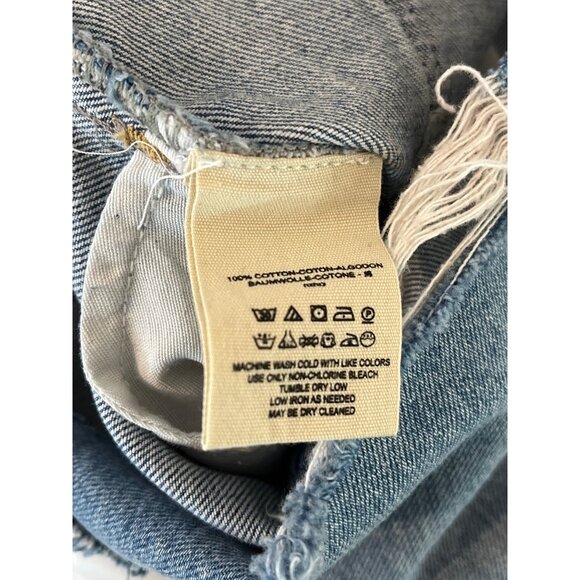 100% COTTON-COTON-ALGODON
BAUMWOLLE-COTONE - 棉
MACHINE WASH COLD WITH LIKE COLORS
USE ONLY NON-CHLORINE BLEACH
TUMBLE DRY LOW
LOW IRON AS NEEDED
MAY BE DRY CLEANED